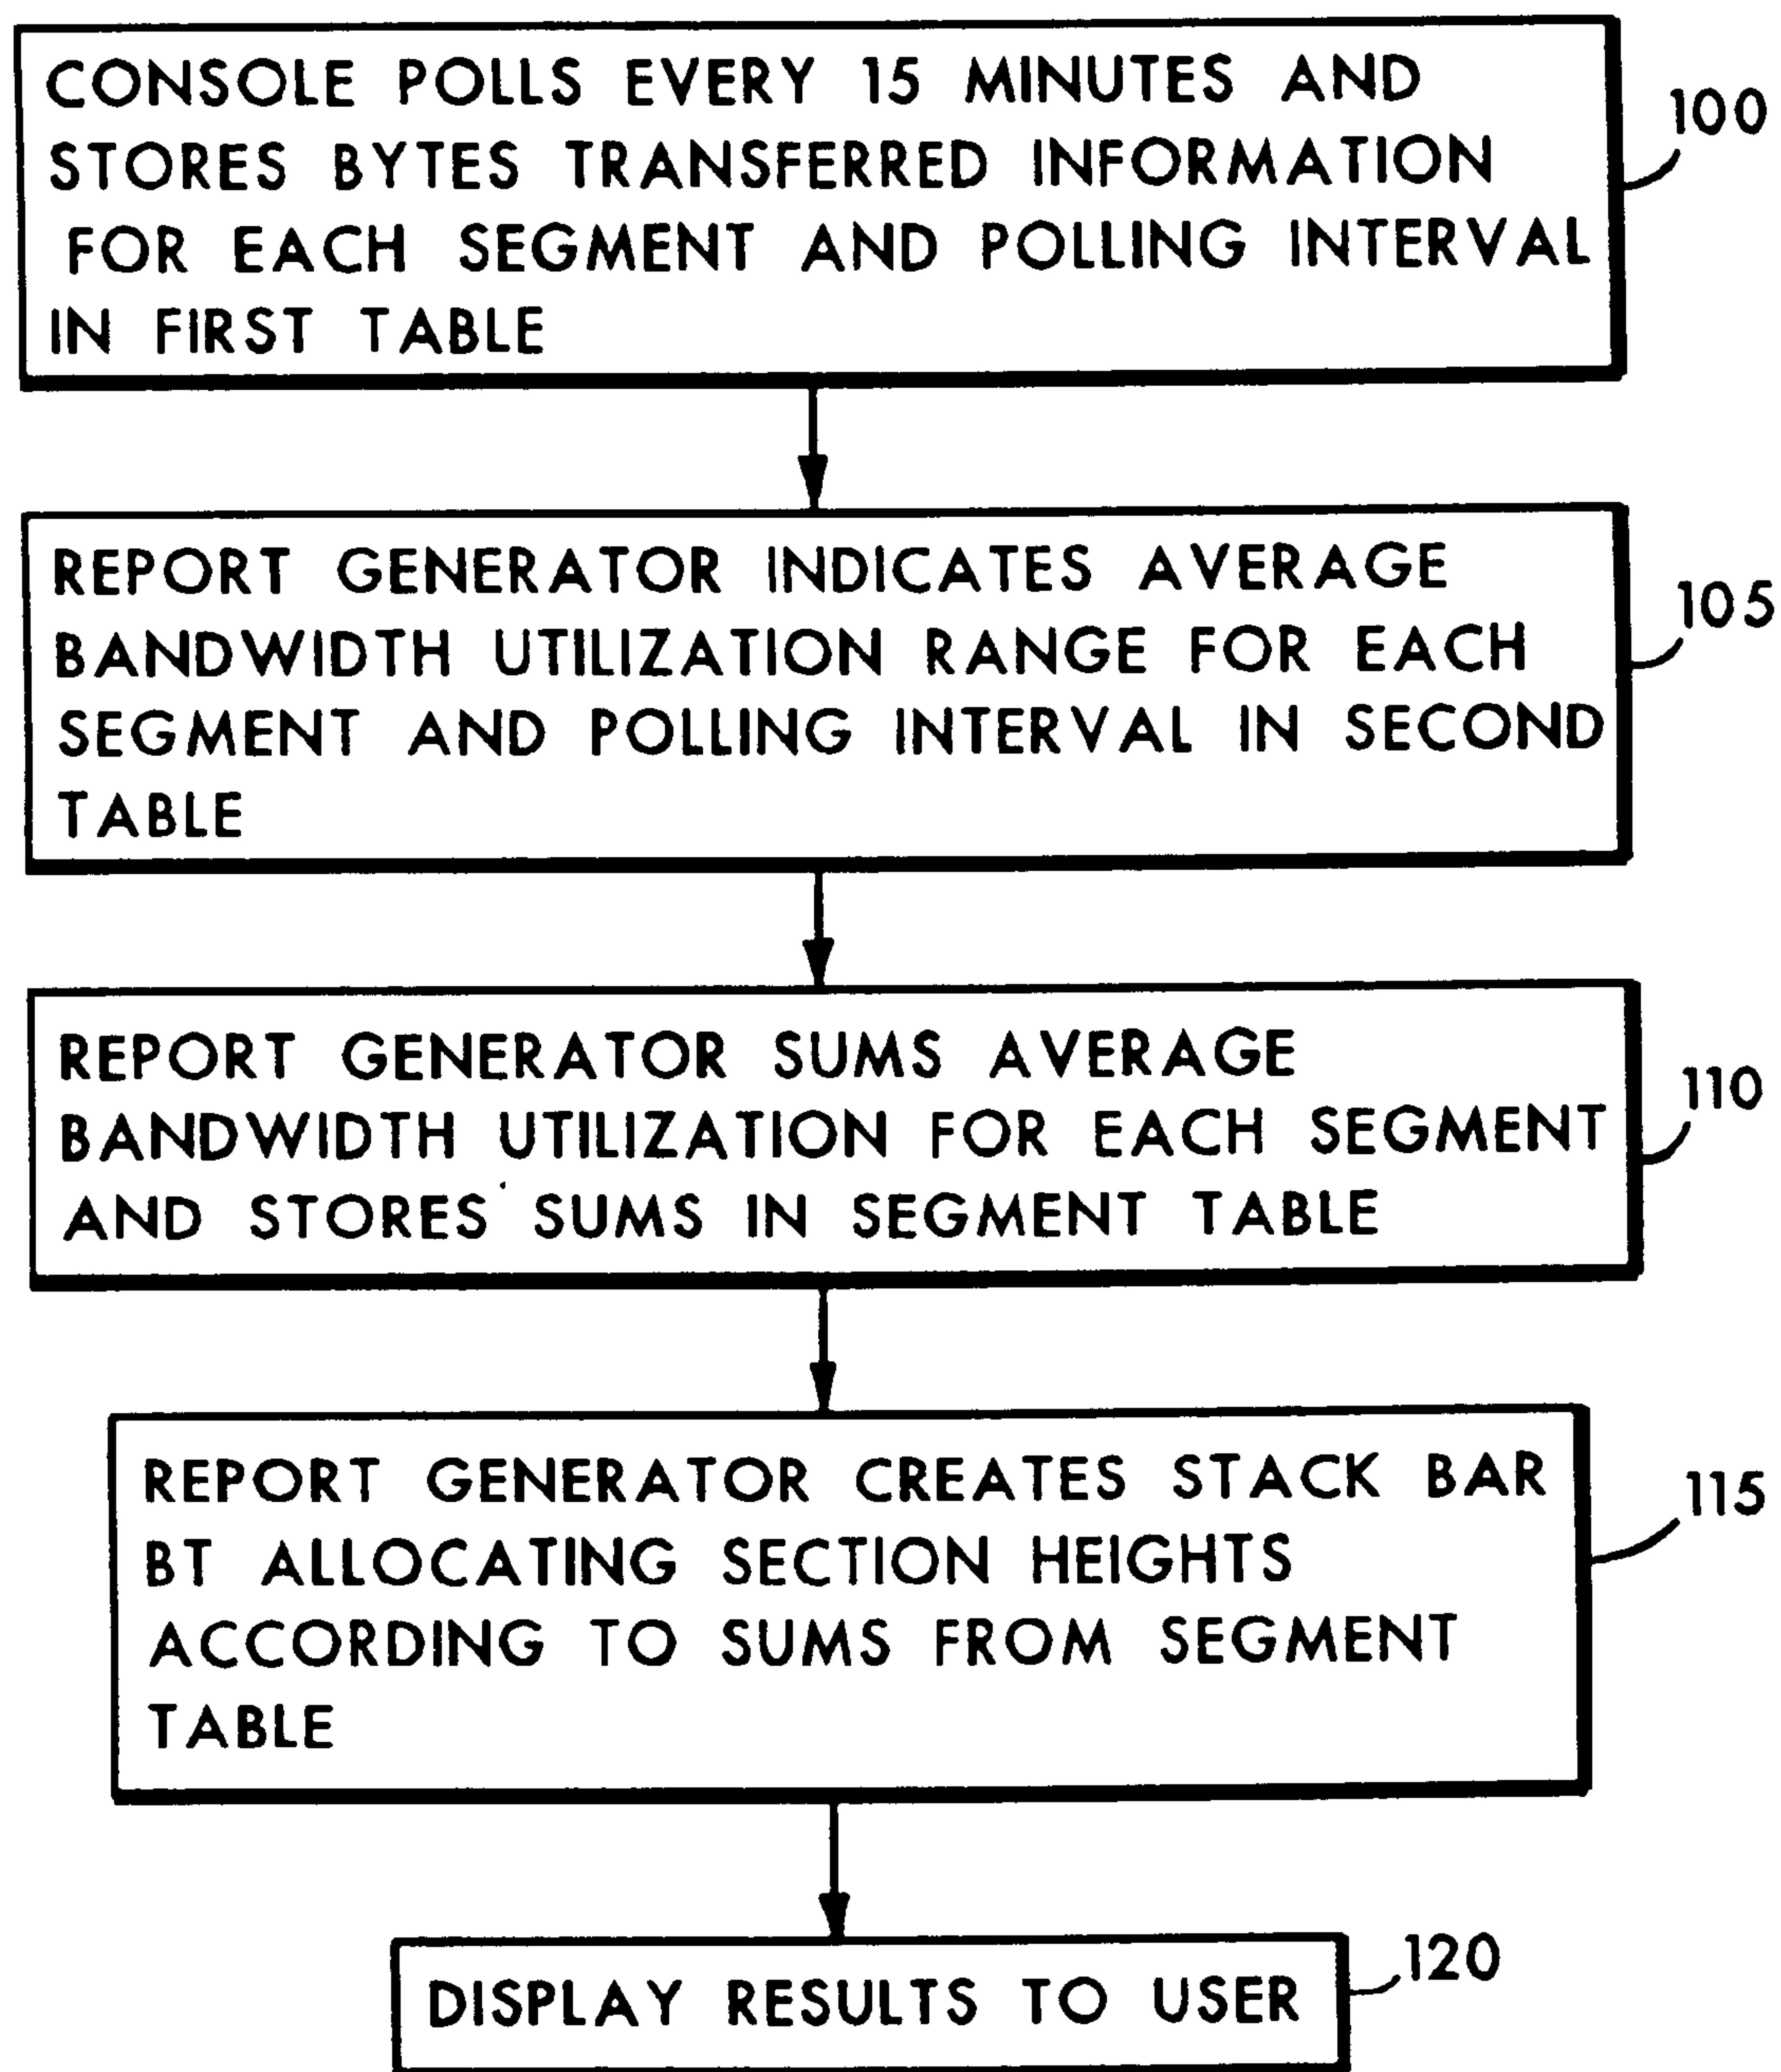 CONSOLE POLLS EVERY 15 MINUTES AND
STORES BYTES TRANSFERRED INFORMATION
FOR EACH SEGMENT AND POLLING INTERVAL
IN FIRST TABLE
100
REPORT GENERATOR INDICATES AVERAGE
BANDWIDTH UTILIZATION RANGE FOR EACH
SEGMENT AND POLLING INTERVAL IN SECOND
TABLE
105
REPORT GENERATOR SUMS AVERAGE
BANDWIDTH UTILIZATION FOR EACH SEGMENT
AND STORES SUMS IN SEGMENT TABLE
110
REPORT GENERATOR CREATES STACK BAR
BT ALLOCATING SECTION HEIGHTS
ACCORDING TO SUMS FROM SEGMENT
TABLE
115
DISPLAY RESULTS TO USER
120